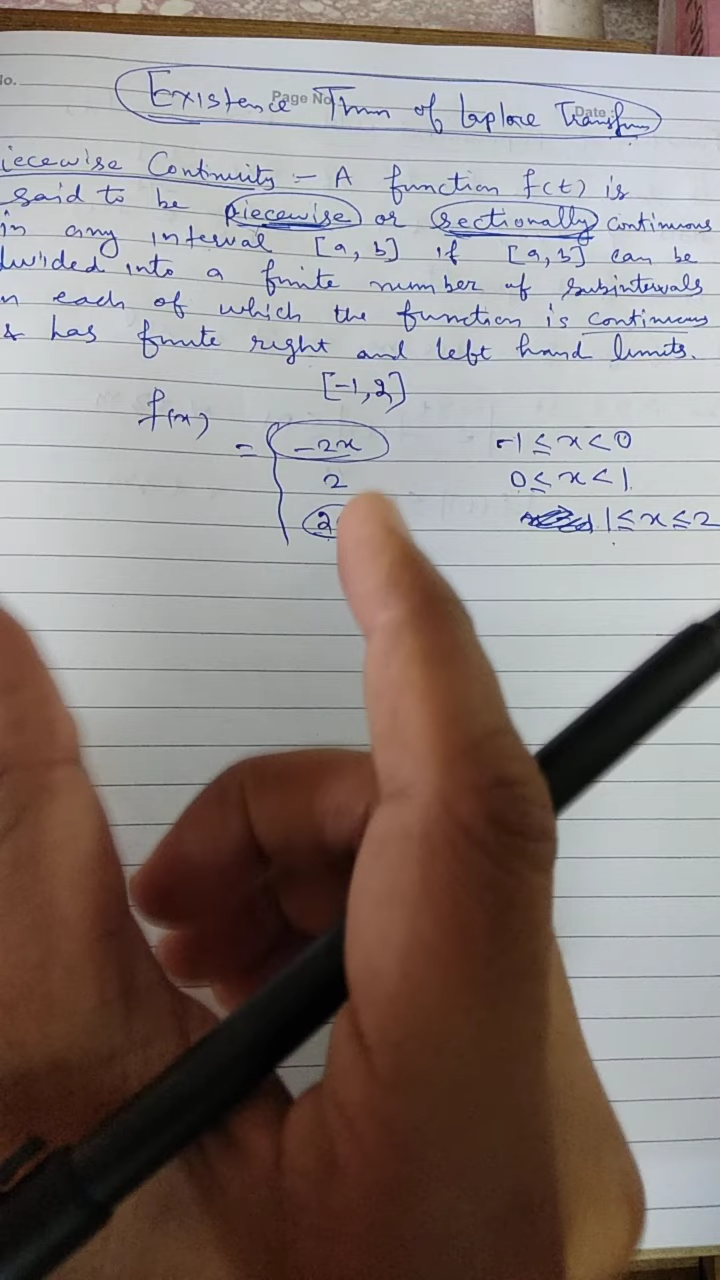 No.
Page No.
Date
Existence Thm of Laplace Transfm
iecewise Continuity - A function f(t) is
said to be piecewise or sectionally continuous
in any interval [a, b] if [a, b] can be
divided into a finite number of subintervals
n each of which the function is continuous
& has finite right and left hand limits.
[-1, 2]
f(x)
= -2x -1 ≤ x < 0
2 0 ≤ x < 1
2 1 ≤ x ≤ 2